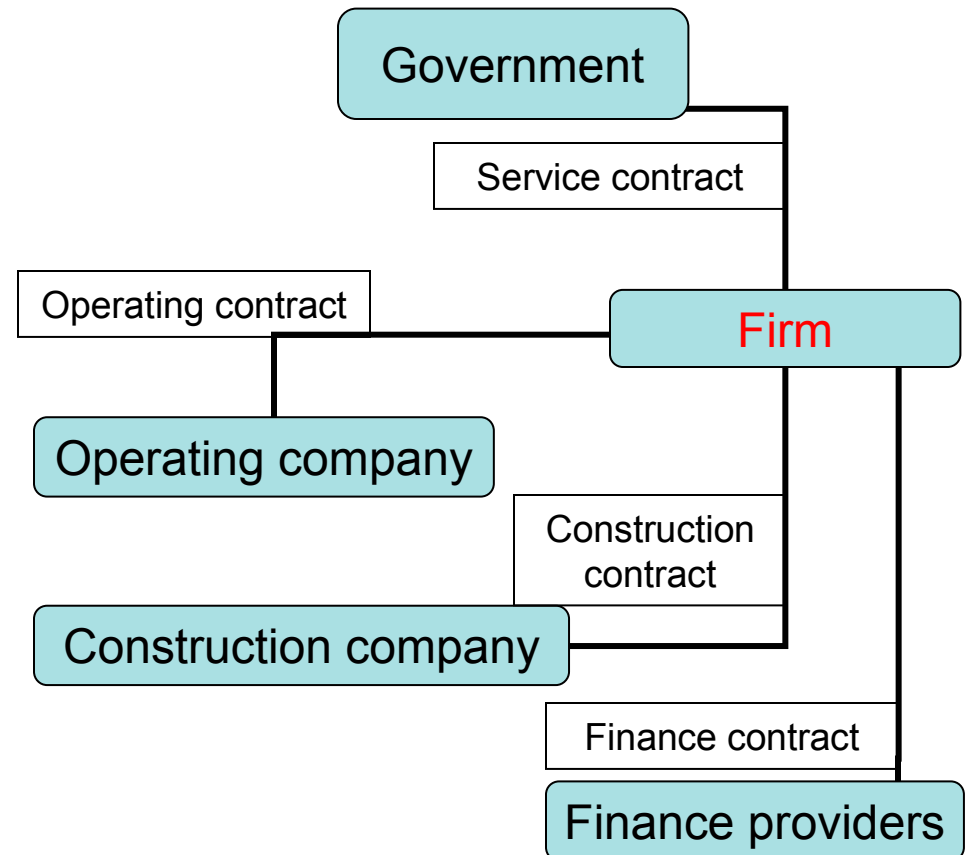 Government
Service contract
Operating contract
Firm
Operating company
Construction
contract
Construction company
Finance contract
Finance providers